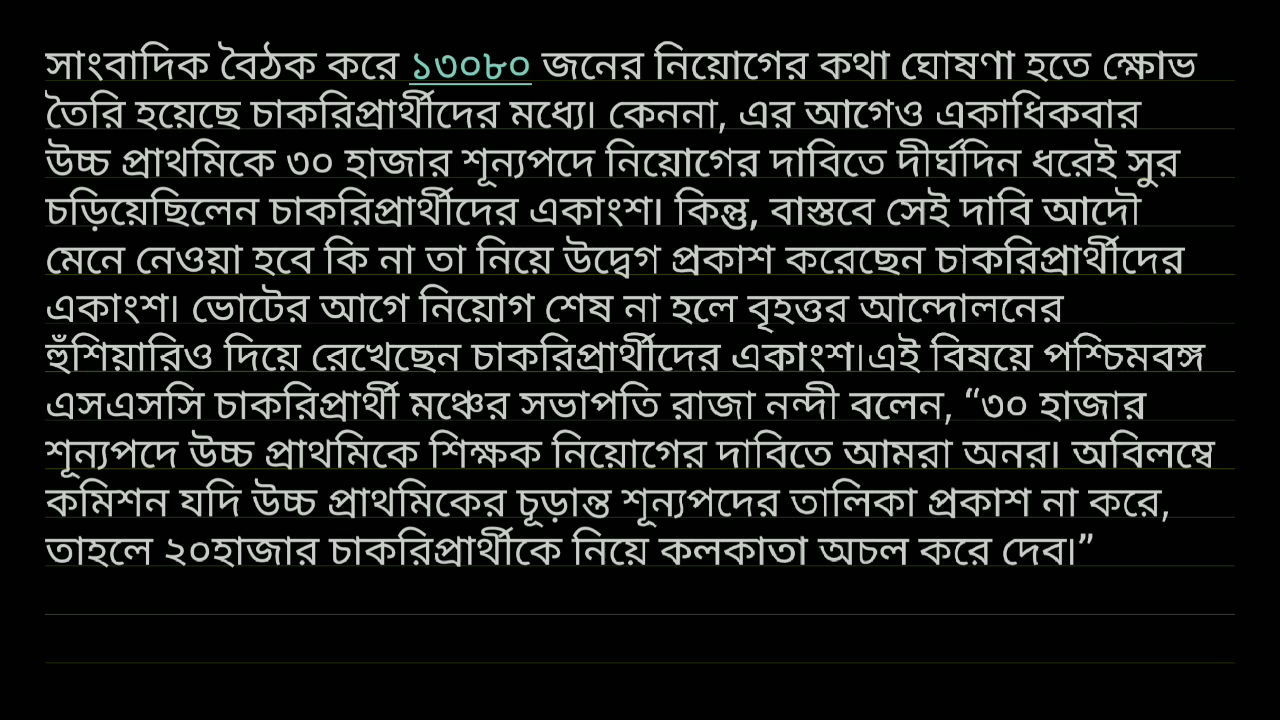 সাংবাদিক বৈঠক করে ১৩০৮০ জনের নিয়োগের কথা ঘোষণা হতে ক্ষোভ
তৈরি হয়েছে চাকরিপ্রার্থীদের মধ্যে। কেননা, এর আগেও একাধিকবার
উচ্চ প্রাথমিকে ৩০ হাজার শূন্যপদে নিয়োগের দাবিতে দীর্ঘদিন ধরেই সুর
চড়িয়েছিলেন চাকরিপ্রার্থীদের একাংশ। কিন্তু, বাস্তবে সেই দাবি আদৌ
মেনে নেওয়া হবে কি না তা নিয়ে উদ্বেগ প্রকাশ করেছেন চাকরিপ্রার্থীদের
একাংশ। ভোটের আগে নিয়োগ শেষ না হলে বৃহত্তর আন্দোলনের
হুঁশিয়ারিও দিয়ে রেখেছেন চাকরিপ্রার্থীদের একাংশ।এই বিষয়ে পশ্চিমবঙ্গ
এসএসসি চাকরিপ্রার্থী মঞ্চের সভাপতি রাজা নন্দী বলেন, “৩০ হাজার
শূন্যপদে উচ্চ প্রাথমিকে শিক্ষক নিয়োগের দাবিতে আমরা অনর। অবিলম্বে
কমিশন যদি উচ্চ প্রাথমিকের চূড়ান্ত শূন্যপদের তালিকা প্রকাশ না করে,
তাহলে ২০হাজার চাকরিপ্রার্থীকে নিয়ে কলকাতা অচল করে দেব।”